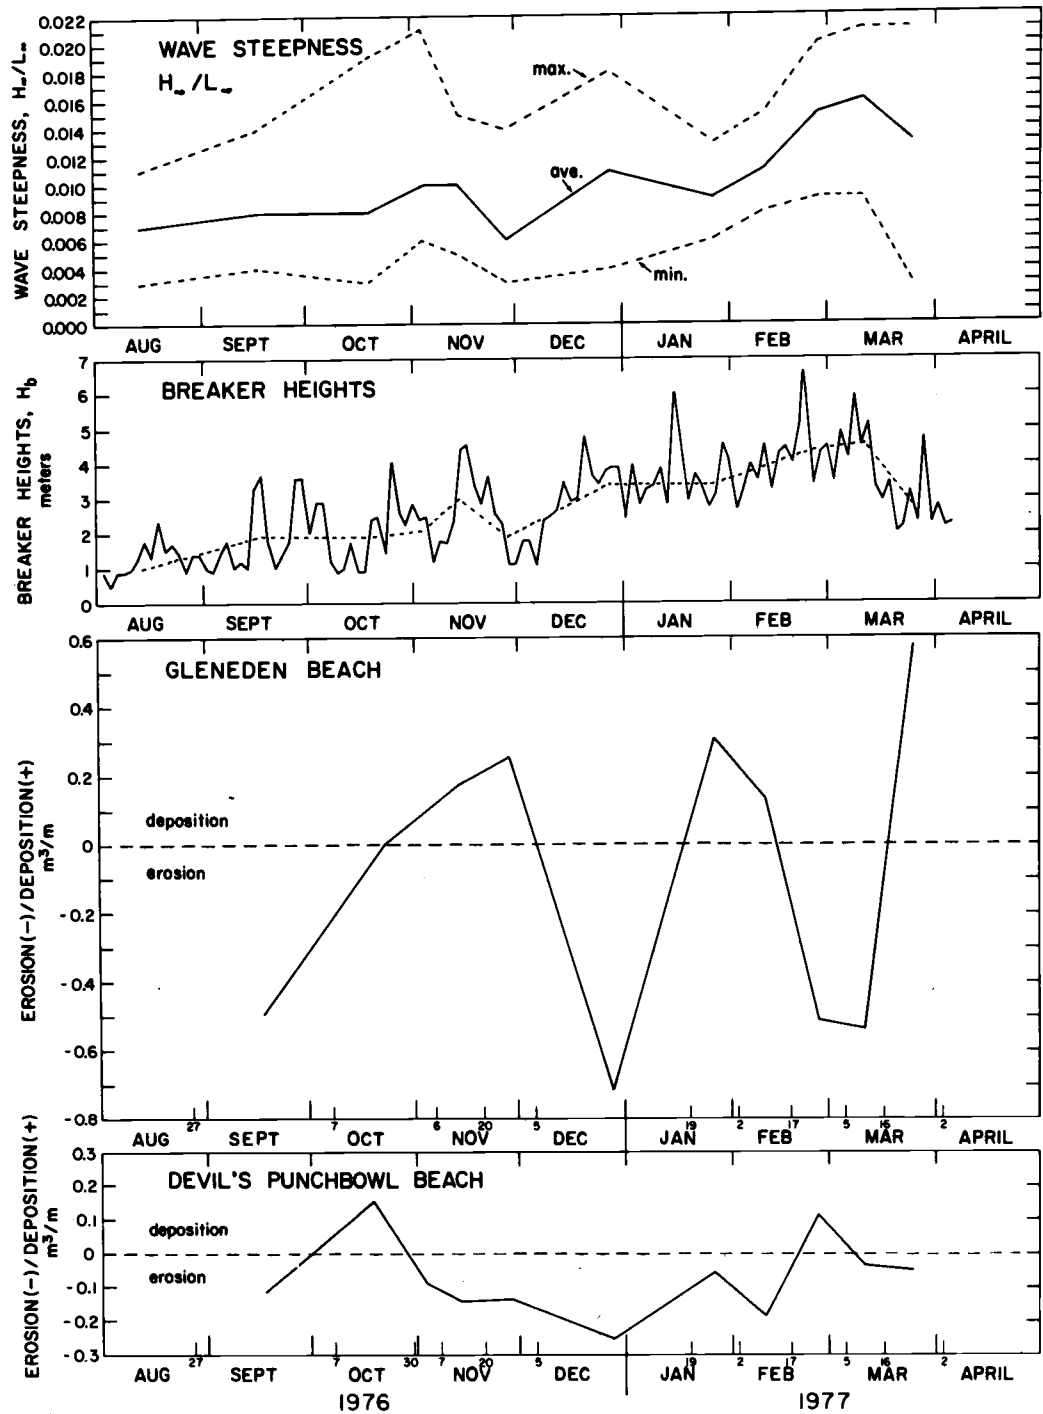 WAVE STEEPNESS
H∞/L∞
max.
ave.
min.
WAVE STEEPNESS, H∞/L∞
0.022
0.020
0.018
0.016
0.014
0.012
0.010
0.008
0.006
0.004
0.002
0.000
AUG SEPT OCT NOV DEC JAN FEB MAR APRIL
BREAKER HEIGHTS
BREAKER HEIGHTS, Hb
meters
7
6
5
4
3
2
1
0
AUG SEPT OCT NOV DEC JAN FEB MAR APRIL
GLENEDEN BEACH
EROSION(-)/DEPOSITION(+)
m³/m
0.6
0.4
0.2
0
-0.2
-0.4
-0.6
-0.8
deposition
erosion
27 7 6 20 5 19 2 17 5 16 2
AUG SEPT OCT NOV DEC JAN FEB MAR APRIL
DEVIL'S PUNCHBOWL BEACH
EROSION(-)/DEPOSITION(+)
m³/m
0.3
0.2
0.1
0
-0.1
-0.2
-0.3
deposition
erosion
27 7 30 7 20 5 19 2 17 5 16 2
AUG SEPT OCT NOV DEC JAN FEB MAR APRIL
1976 1977